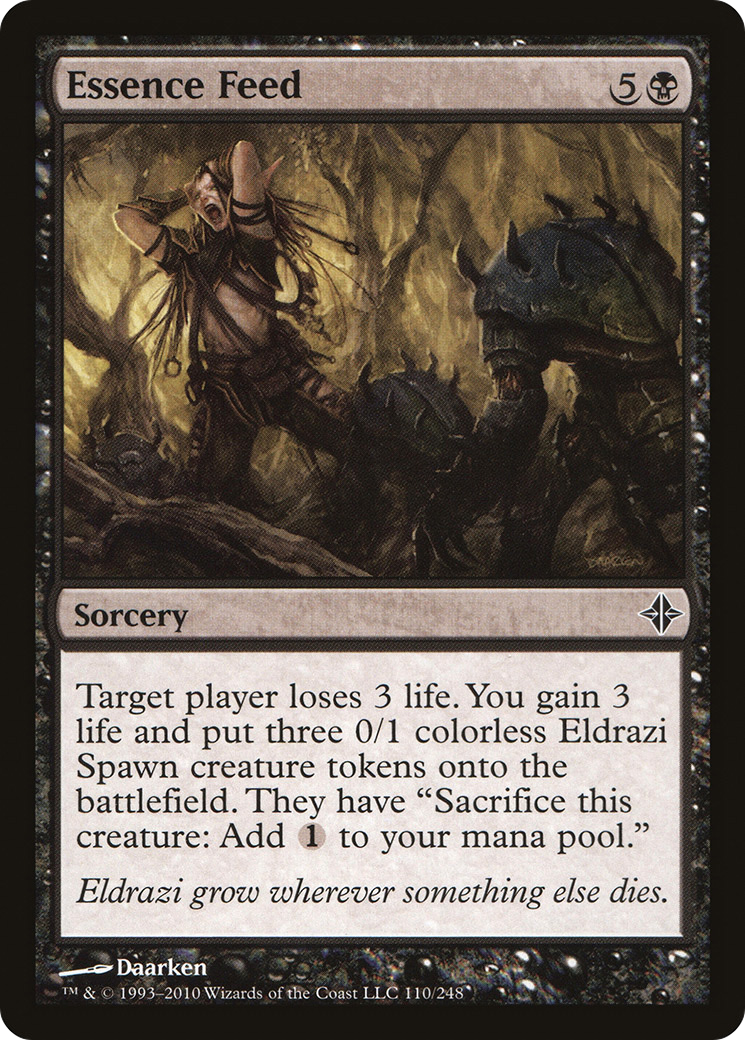 Essence Feed 5
Sorcery
Target player loses 3 life. You gain 3
life and put three 0/1 colorless Eldrazi
Spawn creature tokens onto the
battlefield. They have “Sacrifice this
creature: Add 1 to your mana pool.”
Eldrazi grow wherever something else dies.
Daarken
™ & © 1993–2010 Wizards of the Coast LLC 110/248